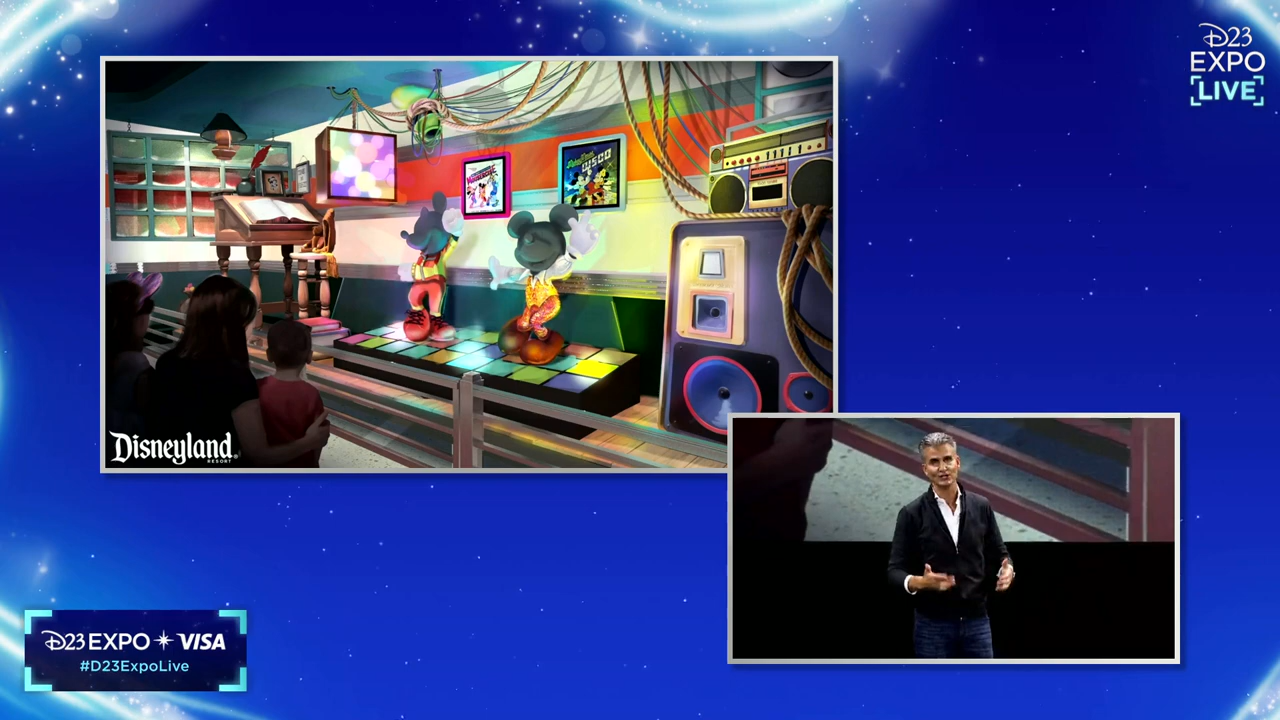 D23
EXPO
LIVE
DISCO
Disneyland
RESORT
D23 EXPO VISA
#D23ExpoLive